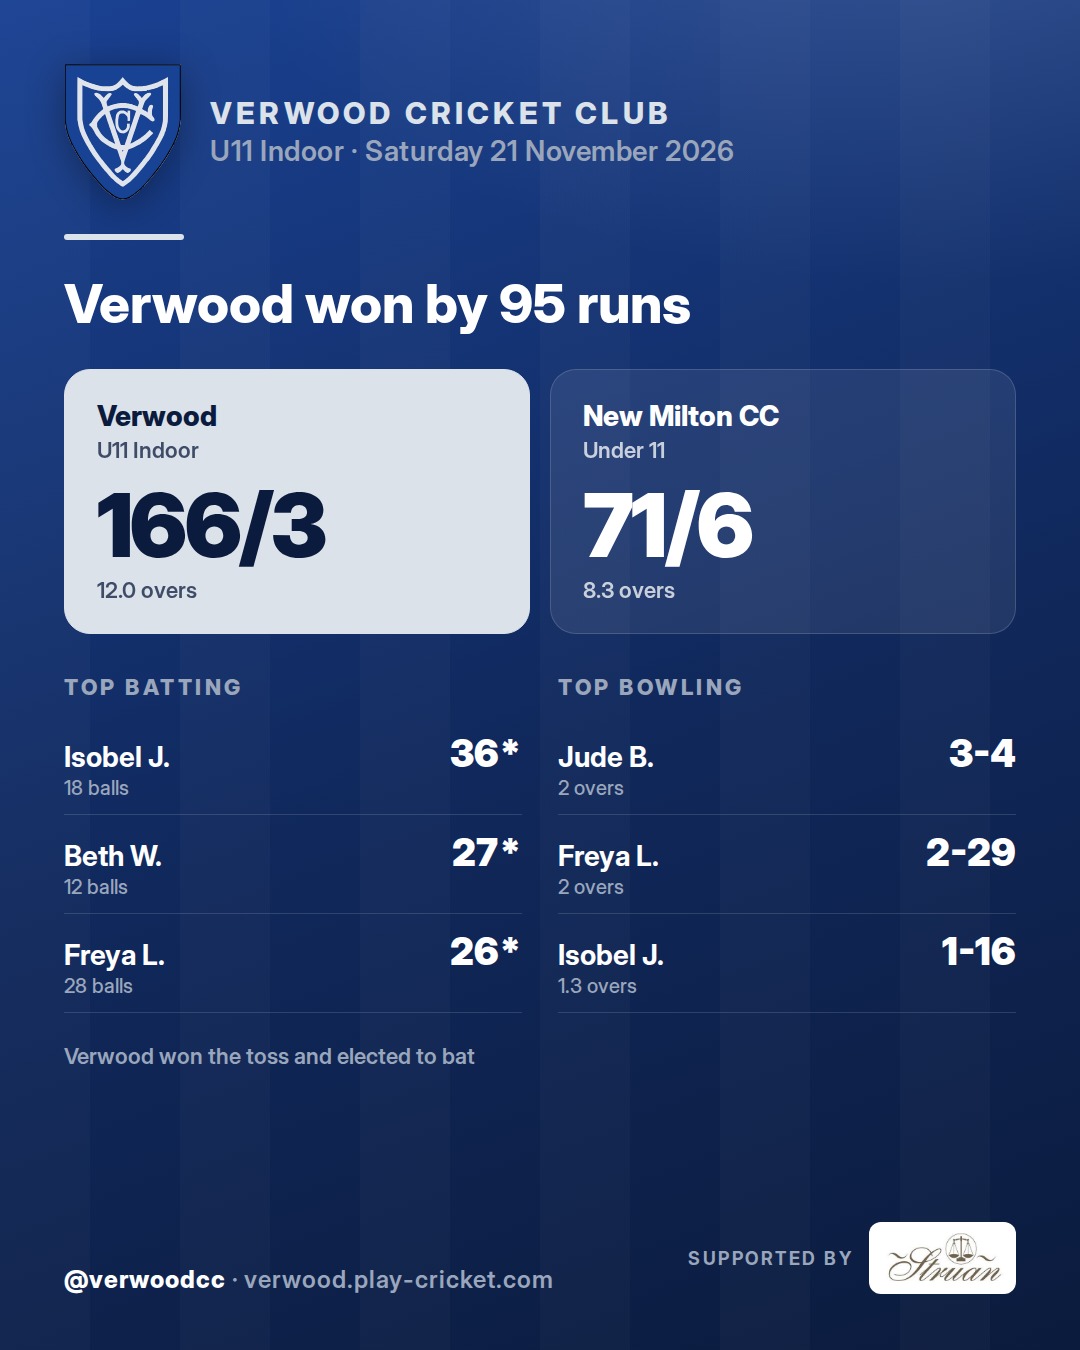 VERWOOD CRICKET CLUB
U11 Indoor · Saturday 21 November 2026
Verwood won by 95 runs
Verwood
U11 Indoor
166/3
12.0 overs
New Milton CC
Under 11
71/6
8.3 overs
TOP BATTING
Isobel J. 36*
18 balls
Beth W. 27*
12 balls
Freya L. 26*
28 balls
TOP BOWLING
Jude B. 3-4
2 overs
Freya L. 2-29
2 overs
Isobel J. 1-16
1.3 overs
Verwood won the toss and elected to bat
@verwoodcc · verwood.play-cricket.com
SUPPORTED BY
Struan